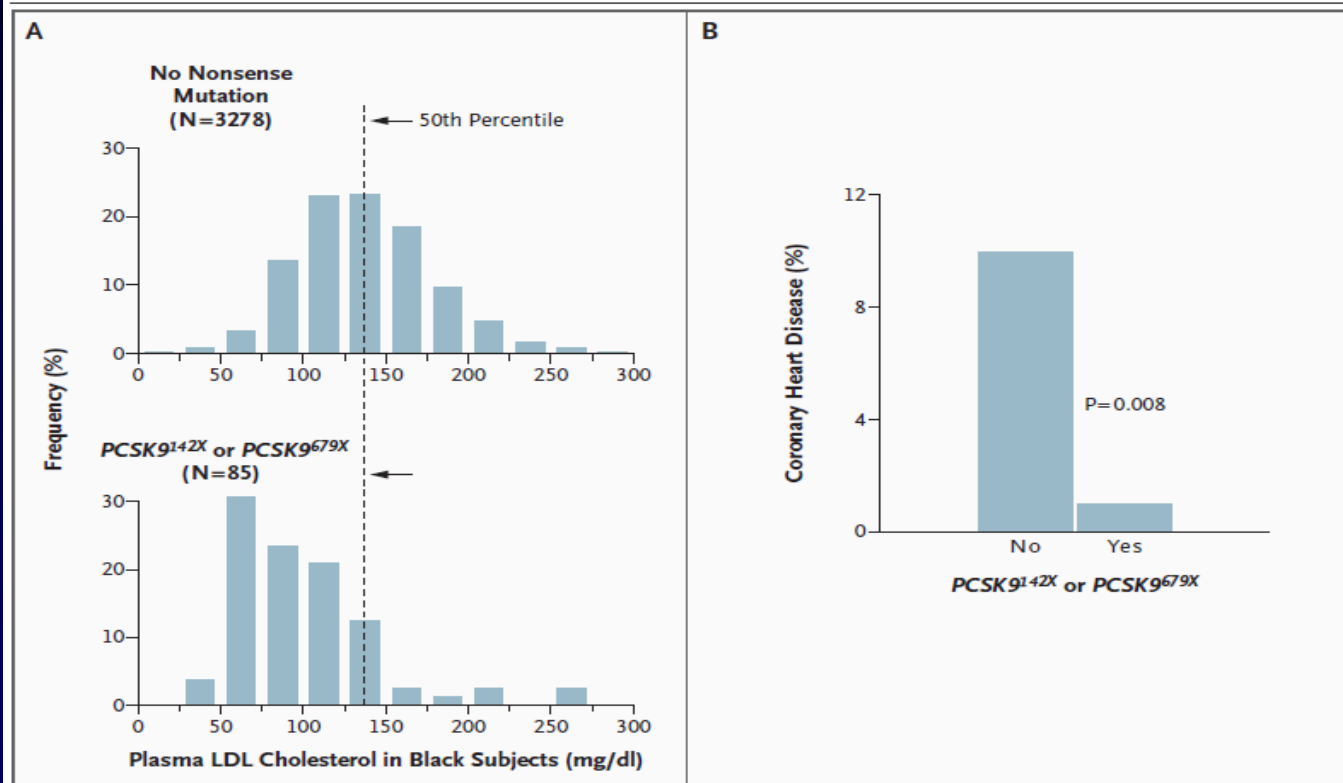 A
No Nonsense
Mutation
(N=3278)
50th Percentile
30
20
10
0
0 50 100 150 200 250 300
Frequency (%)
PCSK9142X or PCSK9679X
(N=85)
30
20
10
0
0 50 100 150 200 250 300
Plasma LDL Cholesterol in Black Subjects (mg/dl)
B
12
8
4
0
Coronary Heart Disease (%)
P=0.008
No Yes
PCSK9142X or PCSK9679X